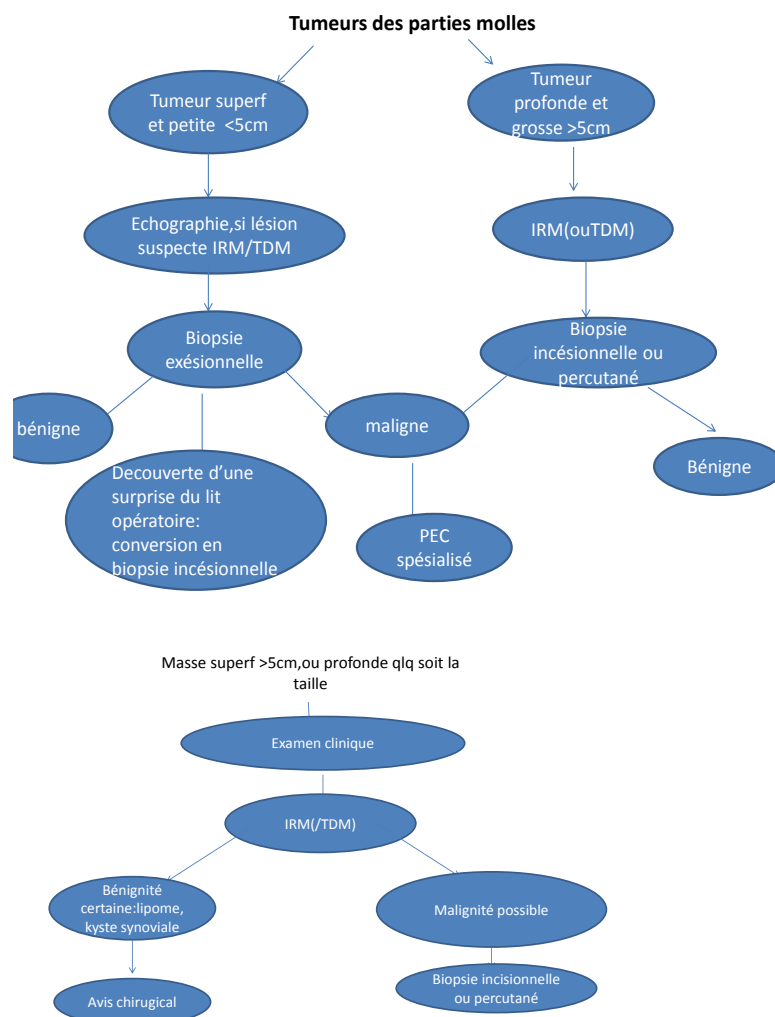 Tumeurs des parties molles
Tumeur superf
et petite <5cm
Tumeur
profonde et
grosse >5cm
Echographie,si lésion
suspecte IRM/TDM
IRM(ouTDM)
Biopsie
exésionnelle
Biopsie
incésionnelle ou
percutané
bénigne
maligne
Bénigne
Decouverte d'une
surprise du lit
opératoire:
conversion en
biopsie incésionnelle
PEC
spésialisé
Masse superf >5cm,ou profonde qlq soit la
taille
Examen clinique
IRM(/TDM)
Bénignité
certaine:lipome,
kyste synoviale
Malignité possible
Avis chirugical
Biopsie incisionnelle
ou percutané